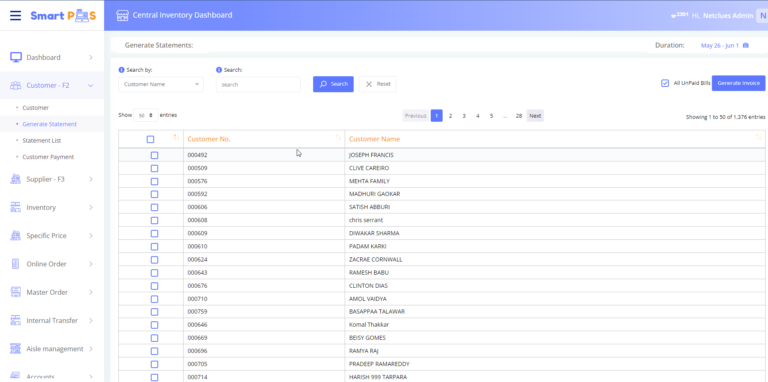 Smart POS
Central Inventory Dashboard
2301 Hi, Netclues Admin N
Dashboard
Customer - F2
Customer
Generate Statement
Statement List
Customer Payment
Supplier - F3
Inventory
Specific Price
Online Order
Master Order
Internal Transfer
Aisle management
Accounts
Generate Statements:
Duration: May 26 - Jun 1
Search by: Search:
Customer Name search Search Reset
All UnPaid Bills Generate Invoice
Show 50 entries
Previous 1 2 3 4 5 ... 28 Next
Showing 1 to 50 of 1,376 entries
Customer No. Customer Name
000492 JOSEPH FRANCIS
000509 CLIVE CAREIRO
000576 MEHTA FAMILY
000592 MADHURI GAOKAR
000606 SATISH ABBURI
000608 chris serrant
000609 DIWAKAR SHARMA
000610 PADAM KARKI
000624 ZACRAE CORNWALL
000643 RAMESH BABU
000676 CLINTON DIAS
000710 AMOL VAIDYA
000759 BASAPPAA TALAWAR
000646 Komal Thakkar
000669 BEISY GOMES
000696 RAMYA RAJ
000705 PRADEEP RAMAREDDY
000714 HARISH 999 TARPARA